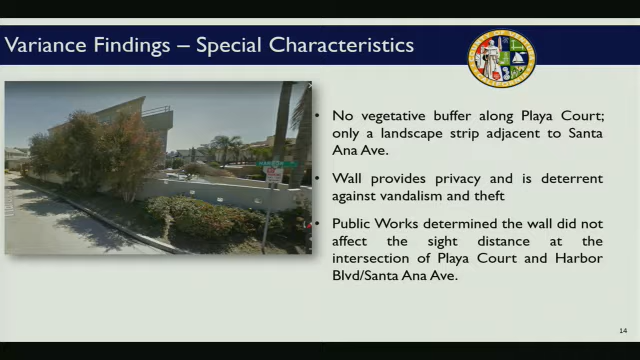 Variance Findings – Special Characteristics
• No vegetative buffer along Playa Court;
only a landscape strip adjacent to Santa
Ana Ave.
• Wall provides privacy and is deterrent
against vandalism and theft
• Public Works determined the wall did not
affect the sight distance at the
intersection of Playa Court and Harbor
Blvd/Santa Ana Ave.
14